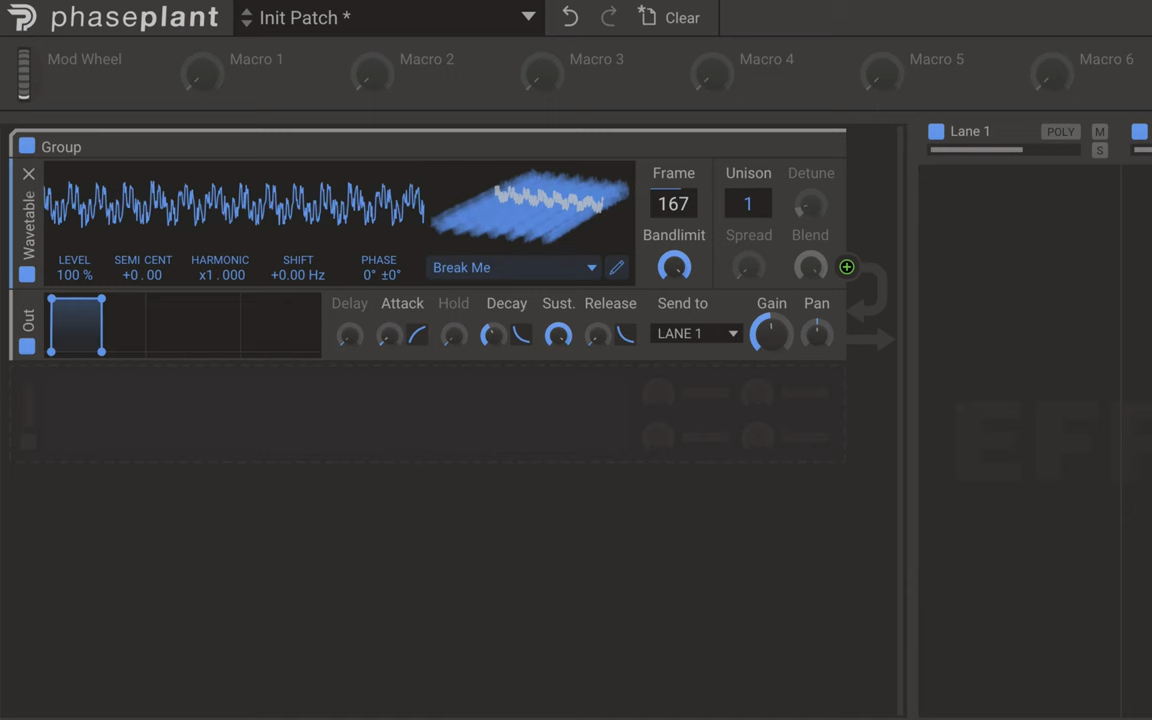 phaseplant
Init Patch *
Clear
Mod Wheel
Macro 1
Macro 2
Macro 3
Macro 4
Macro 5
Macro 6
Group
Lane 1
POLY
M
S
Wavetable
Frame
167
Bandlimit
Unison
1
Detune
Spread
Blend
LEVEL
100 %
SEMI CENT
+0.00
HARMONIC
x1.000
SHIFT
+0.00 Hz
PHASE
0° ±0°
Break Me
Out
Delay
Attack
Hold
Decay
Sust.
Release
Send to
LANE 1
Gain
Pan